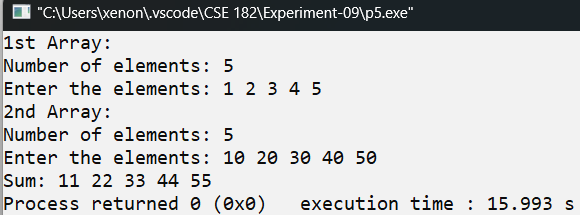 "C:\Users\xenon\.vscode\CSE 182\Experiment-09\p5.exe"
1st Array:
Number of elements: 5
Enter the elements: 1 2 3 4 5
2nd Array:
Number of elements: 5
Enter the elements: 10 20 30 40 50
Sum: 11 22 33 44 55
Process returned 0 (0x0)   execution time : 15.993 s